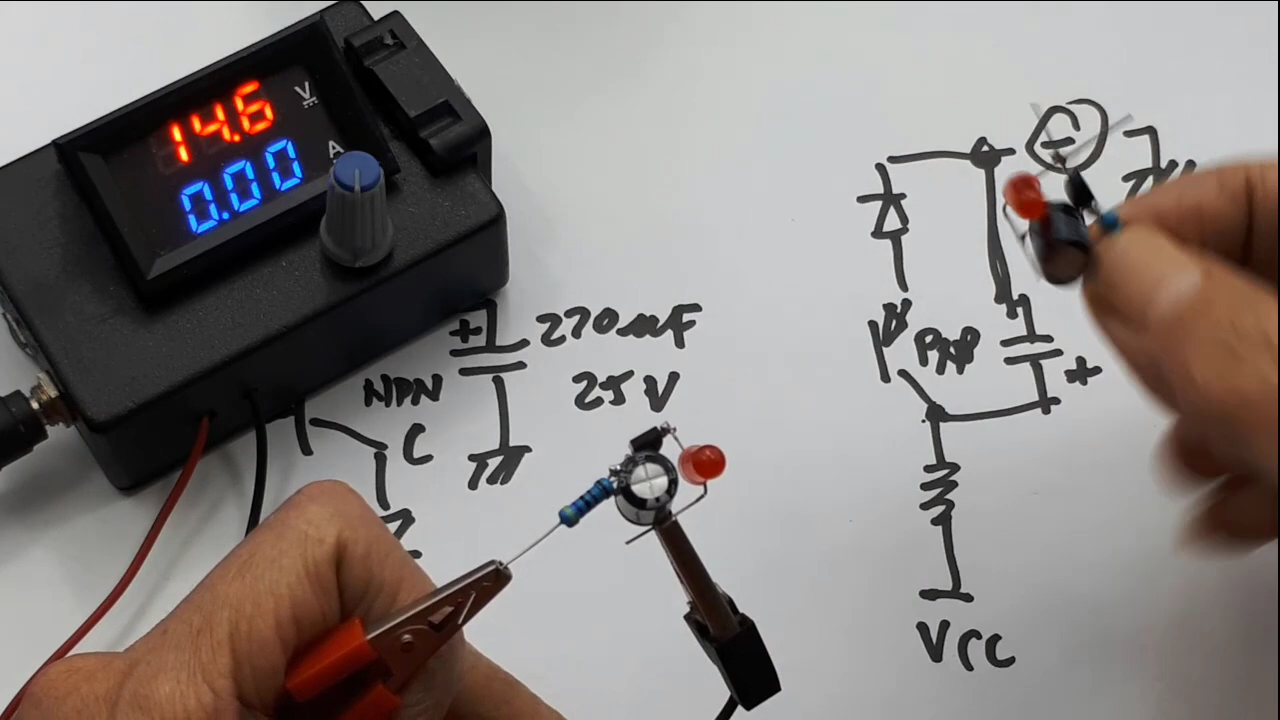 14.6 V
0.00 A
+ 270uF
25V
NPN
C
PNP
+
-
Vcc